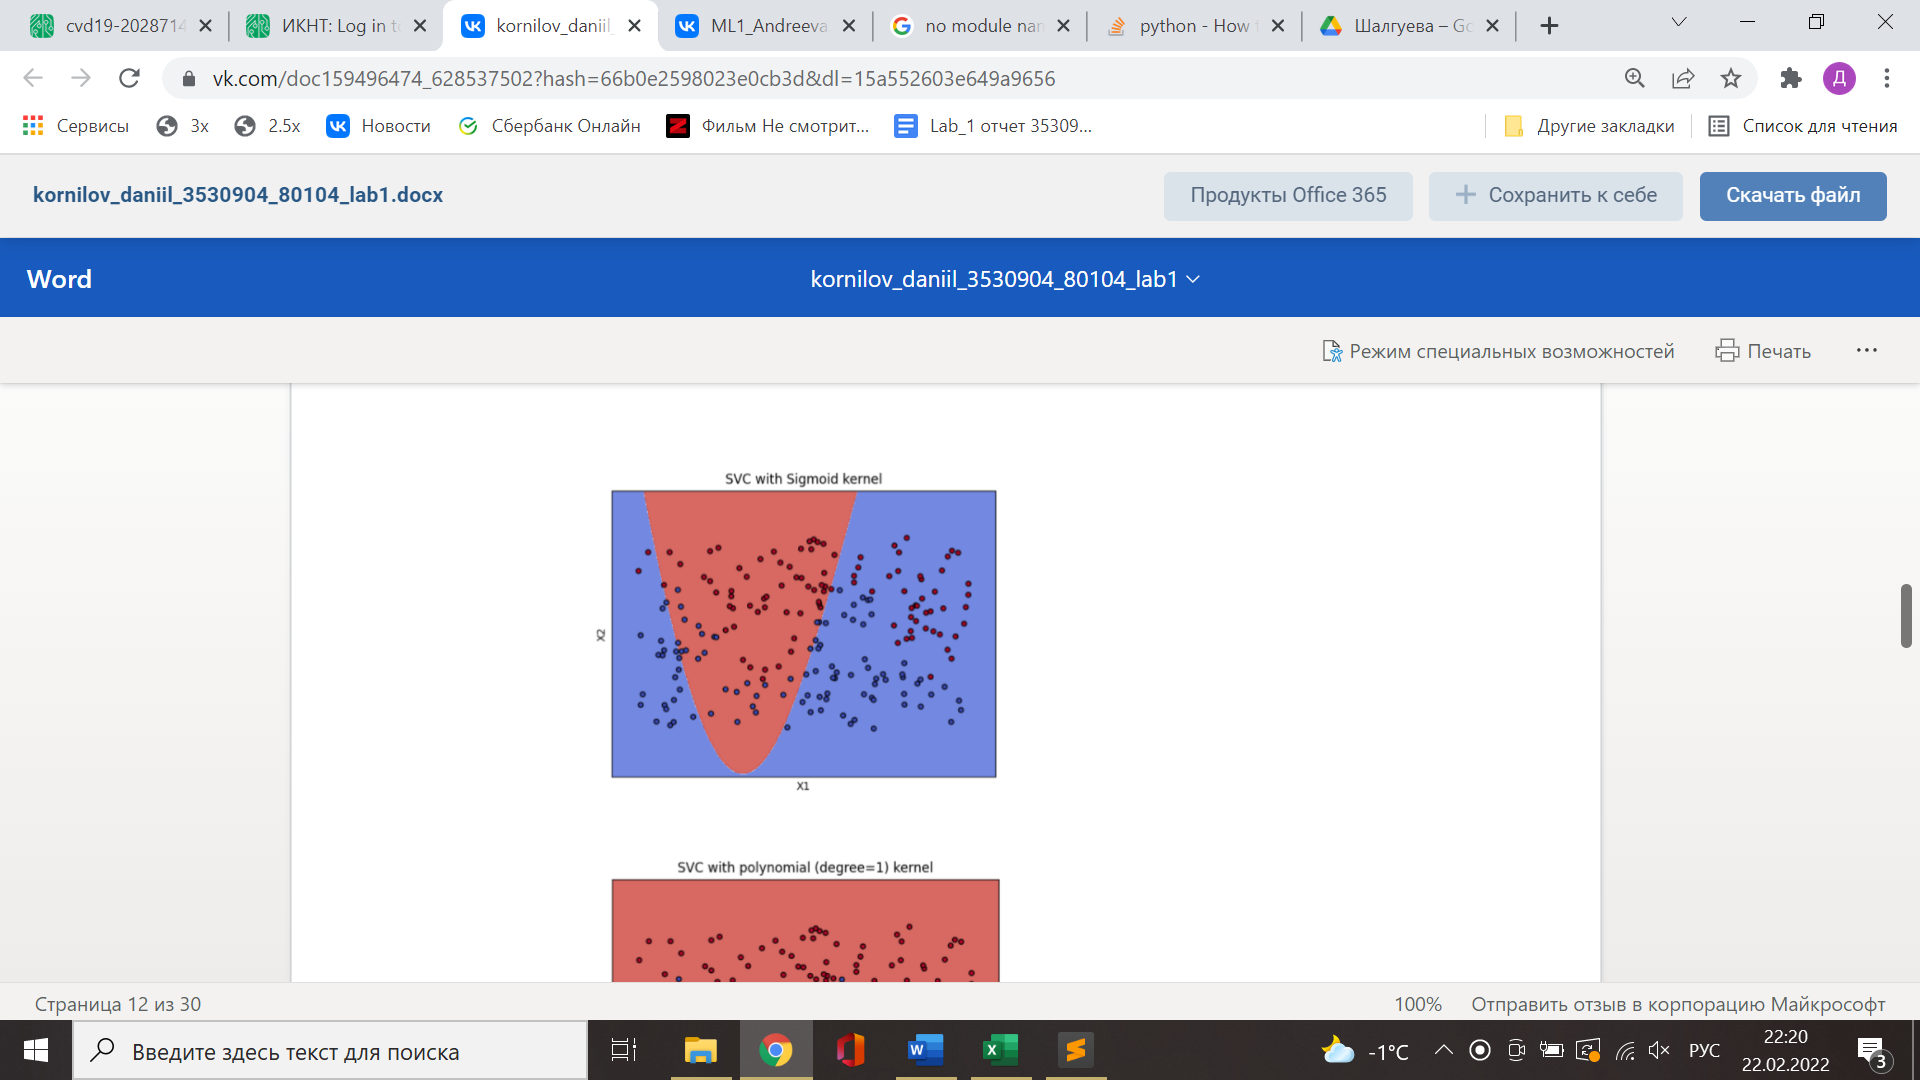 cvd19-2028714
ИКНТ: Log in to
kornilov_daniil_
ML1_Andreeva
no module nam
python - How t
Шалгуева – Go
vk.com/doc159496474_628537502?hash=66b0e2598023e0cb3d&dl=15a552603e649a9656
Д
Сервисы
3x
2.5x
Новости
Сбербанк Онлайн
Фильм Не смотрит...
Lab_1 отчет 35309...
Другие закладки
Список для чтения
kornilov_daniil_3530904_80104_lab1.docx
Продукты Office 365
Сохранить к себе
Скачать файл
Word
kornilov_daniil_3530904_80104_lab1
Режим специальных возможностей
Печать
SVC with Sigmoid kernel
X2
X1
SVC with polynomial (degree=1) kernel
Страница 12 из 30
100%
Отправить отзыв в корпорацию Майкрософт
Введите здесь текст для поиска
-1°C
РУС
22:20
22.02.2022
3